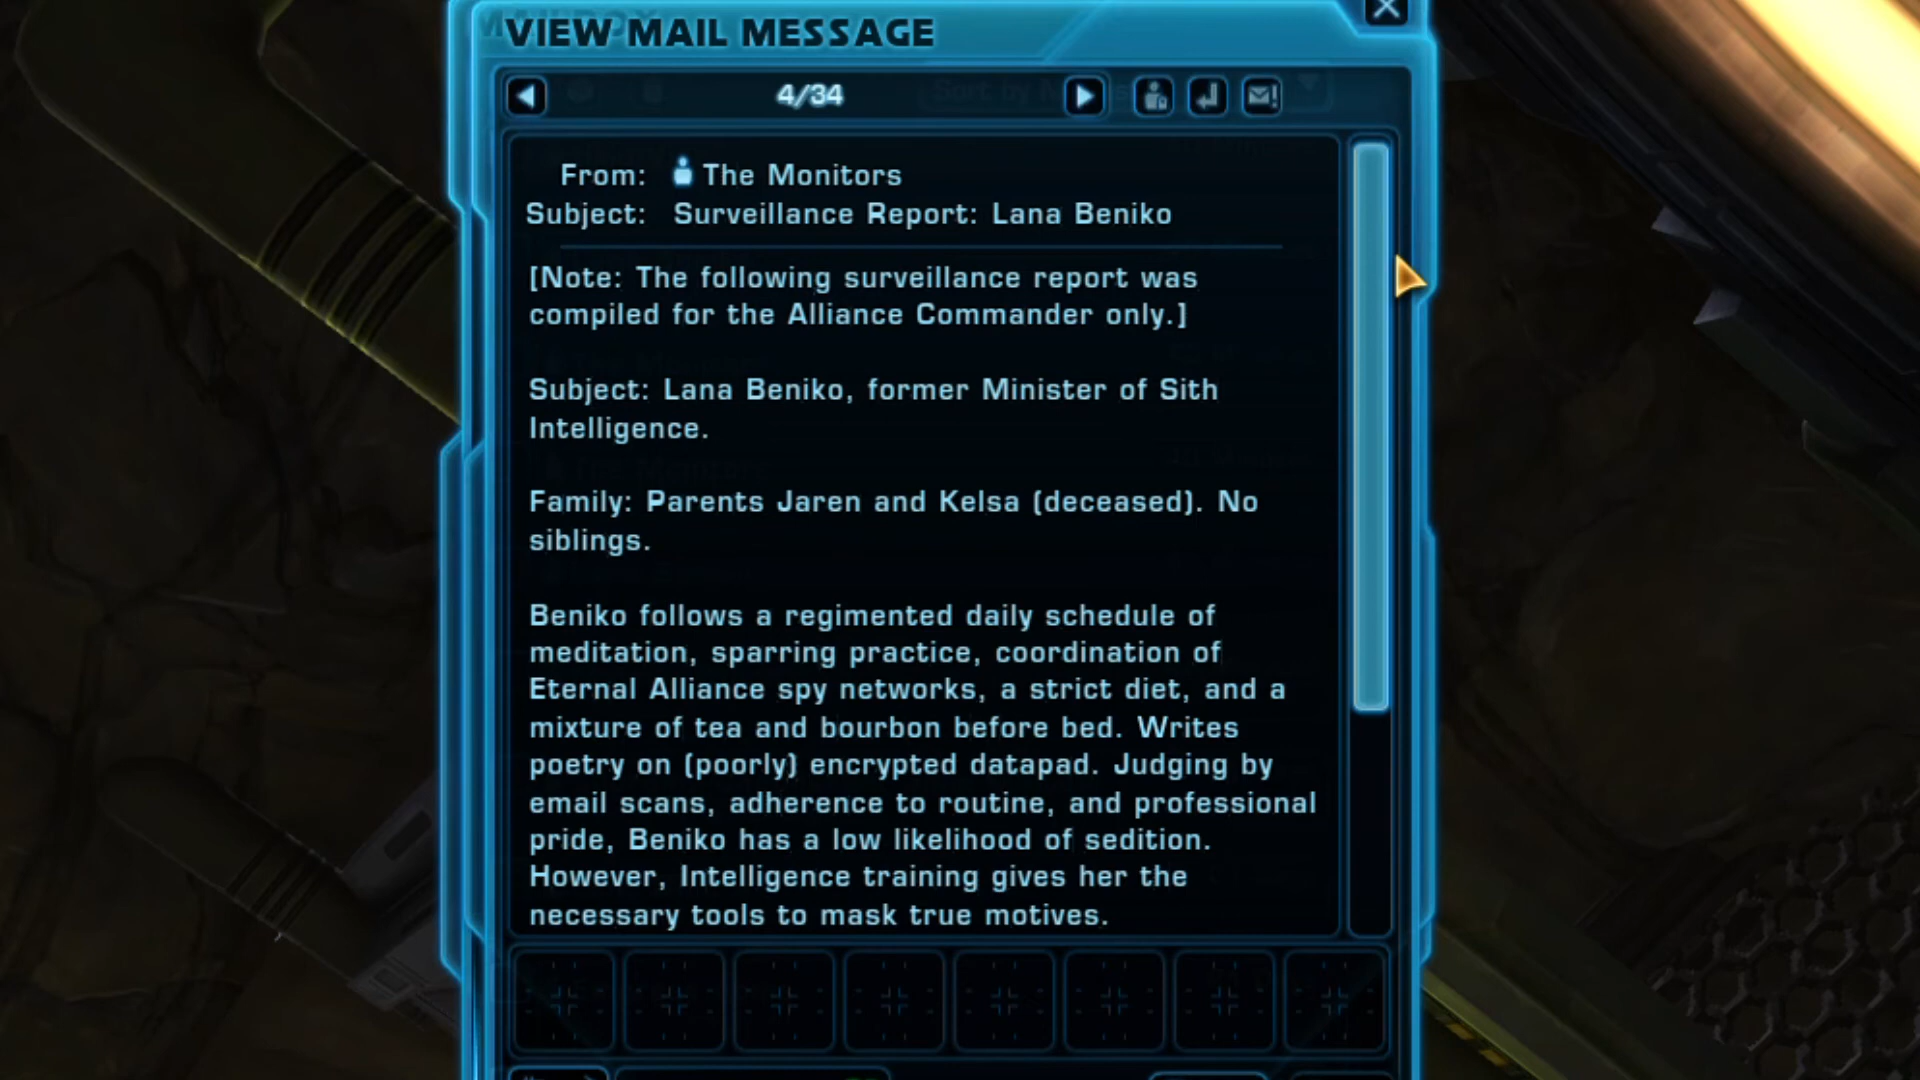 VIEW MAIL MESSAGE
4/34
From: The Monitors
Subject: Surveillance Report: Lana Beniko
[Note: The following surveillance report was
compiled for the Alliance Commander only.]
Subject: Lana Beniko, former Minister of Sith
Intelligence.
Family: Parents Jaren and Kelsa (deceased). No
siblings.
Beniko follows a regimented daily schedule of
meditation, sparring practice, coordination of
Eternal Alliance spy networks, a strict diet, and a
mixture of tea and bourbon before bed. Writes
poetry on (poorly) encrypted datapad. Judging by
email scans, adherence to routine, and professional
pride, Beniko has a low likelihood of sedition.
However, Intelligence training gives her the
necessary tools to mask true motives.